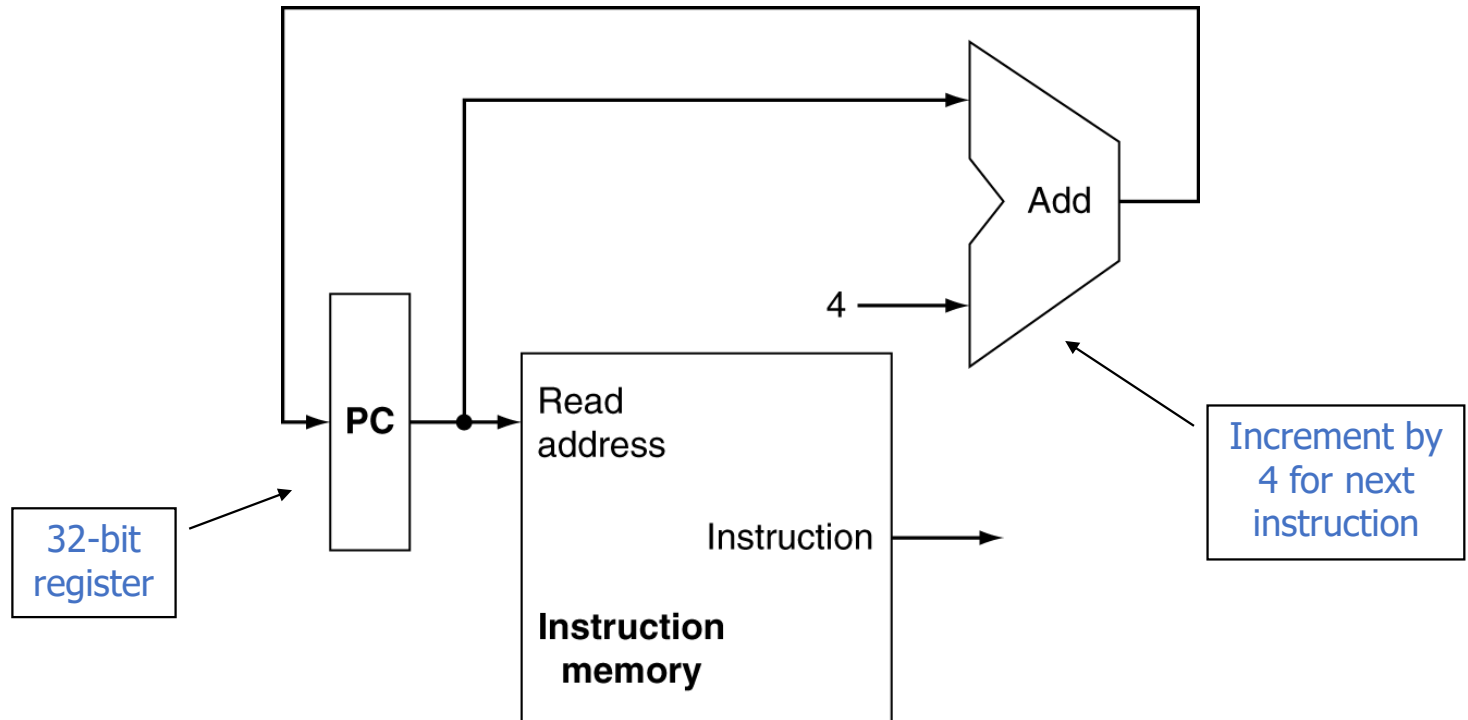 Add
4
PC
Read
address
Instruction
Instruction
memory
32-bit
register
Increment by
4 for next
instruction